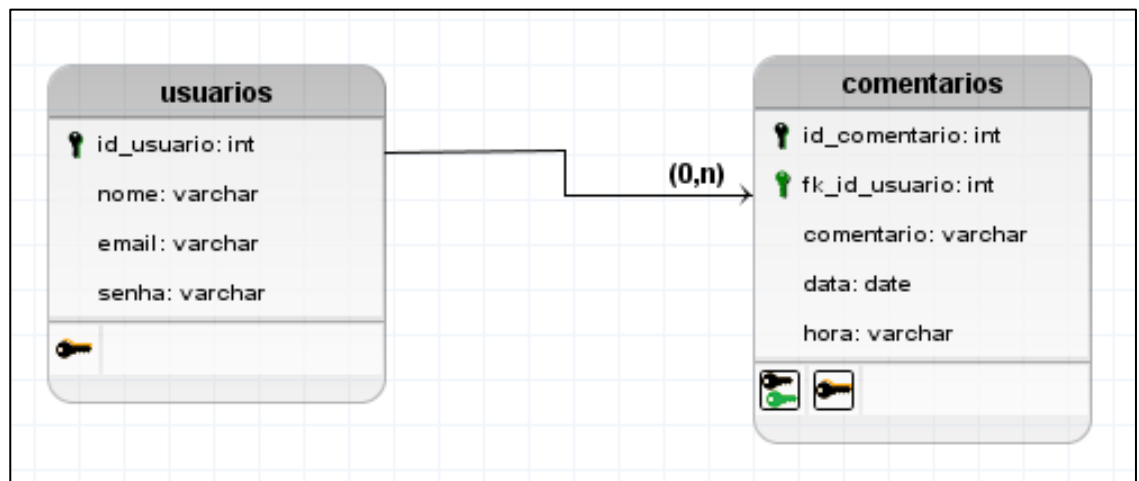 usuarios
id_usuario: int
nome: varchar
email: varchar
senha: varchar
(0,n)
comentarios
id_comentario: int
fk_id_usuario: int
comentario: varchar
data: date
hora: varchar